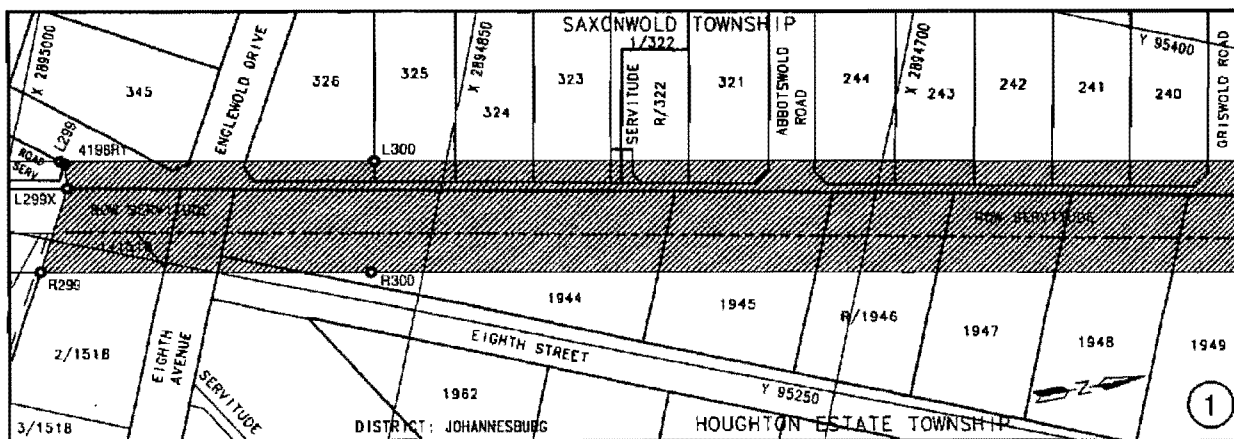 SAXONWOLD TOWNSHIP
X 2895000
345
ENGLEWOLD DRIVE
326
325
X 2894850
324
323
1/322
SERVITUDE
R/322
321
ABBOTSWOLD
ROAD
244
X 2894700
243
242
241
240
Y 95400
GRISWOLD ROAD
L299
ROAD
SERV.
L300
L299X
ROW SERVITUDE
ROW SERVITUDE
R299
R300
2/1518
EIGHTH
AVENUE
1944
1945
R/1946
1947
1948
1949
EIGHTH STREET
Y 95250
N
SERVITUDE
1962
3/1518
DISTRICT: JOHANNESBURG
HOUGHTON ESTATE TOWNSHIP
1